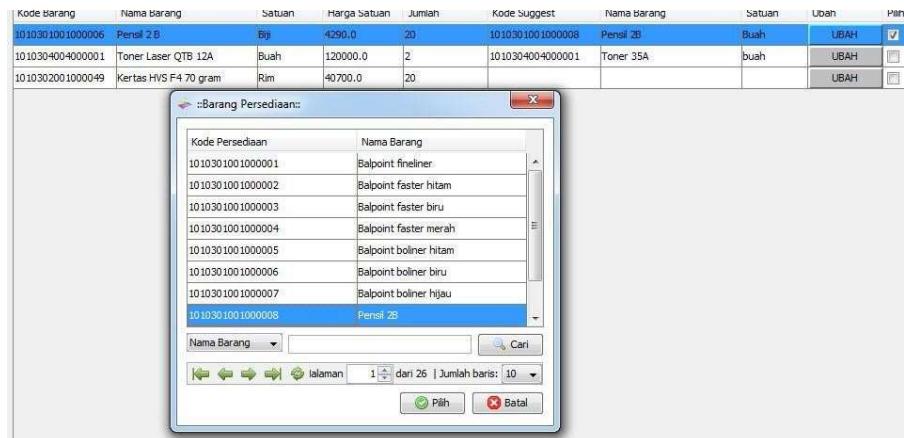 Kode Barang Nama Barang Satuan Harga Satuan Jumlah Kode Suggest Nama Barang Satuan Ubah Pilih
1010301001000006 Pensil 2 B Biji 4290.0 20 1010301001000008 Pensil 2B Buah UBAH
1010304004000001 Toner Laser QTB 12A Buah 120000.0 2 1010304004000001 Toner 35A buah UBAH
1010302001000049 Kertas HVS F4 70 gram Rim 40700.0 20 UBAH
::Barang Persediaan::
Kode Persediaan Nama Barang
1010301001000001 Balpoint fineliner
1010301001000002 Balpoint faster hitam
1010301001000003 Balpoint faster biru
1010301001000004 Balpoint faster merah
1010301001000005 Balpoint boliner hitam
1010301001000006 Balpoint boliner biru
1010301001000007 Balpoint boliner hijau
1010301001000008 Pensil 2B
Nama Barang Cari
lalaman 1 dari 26 | Jumlah baris: 10
Pilih Batal